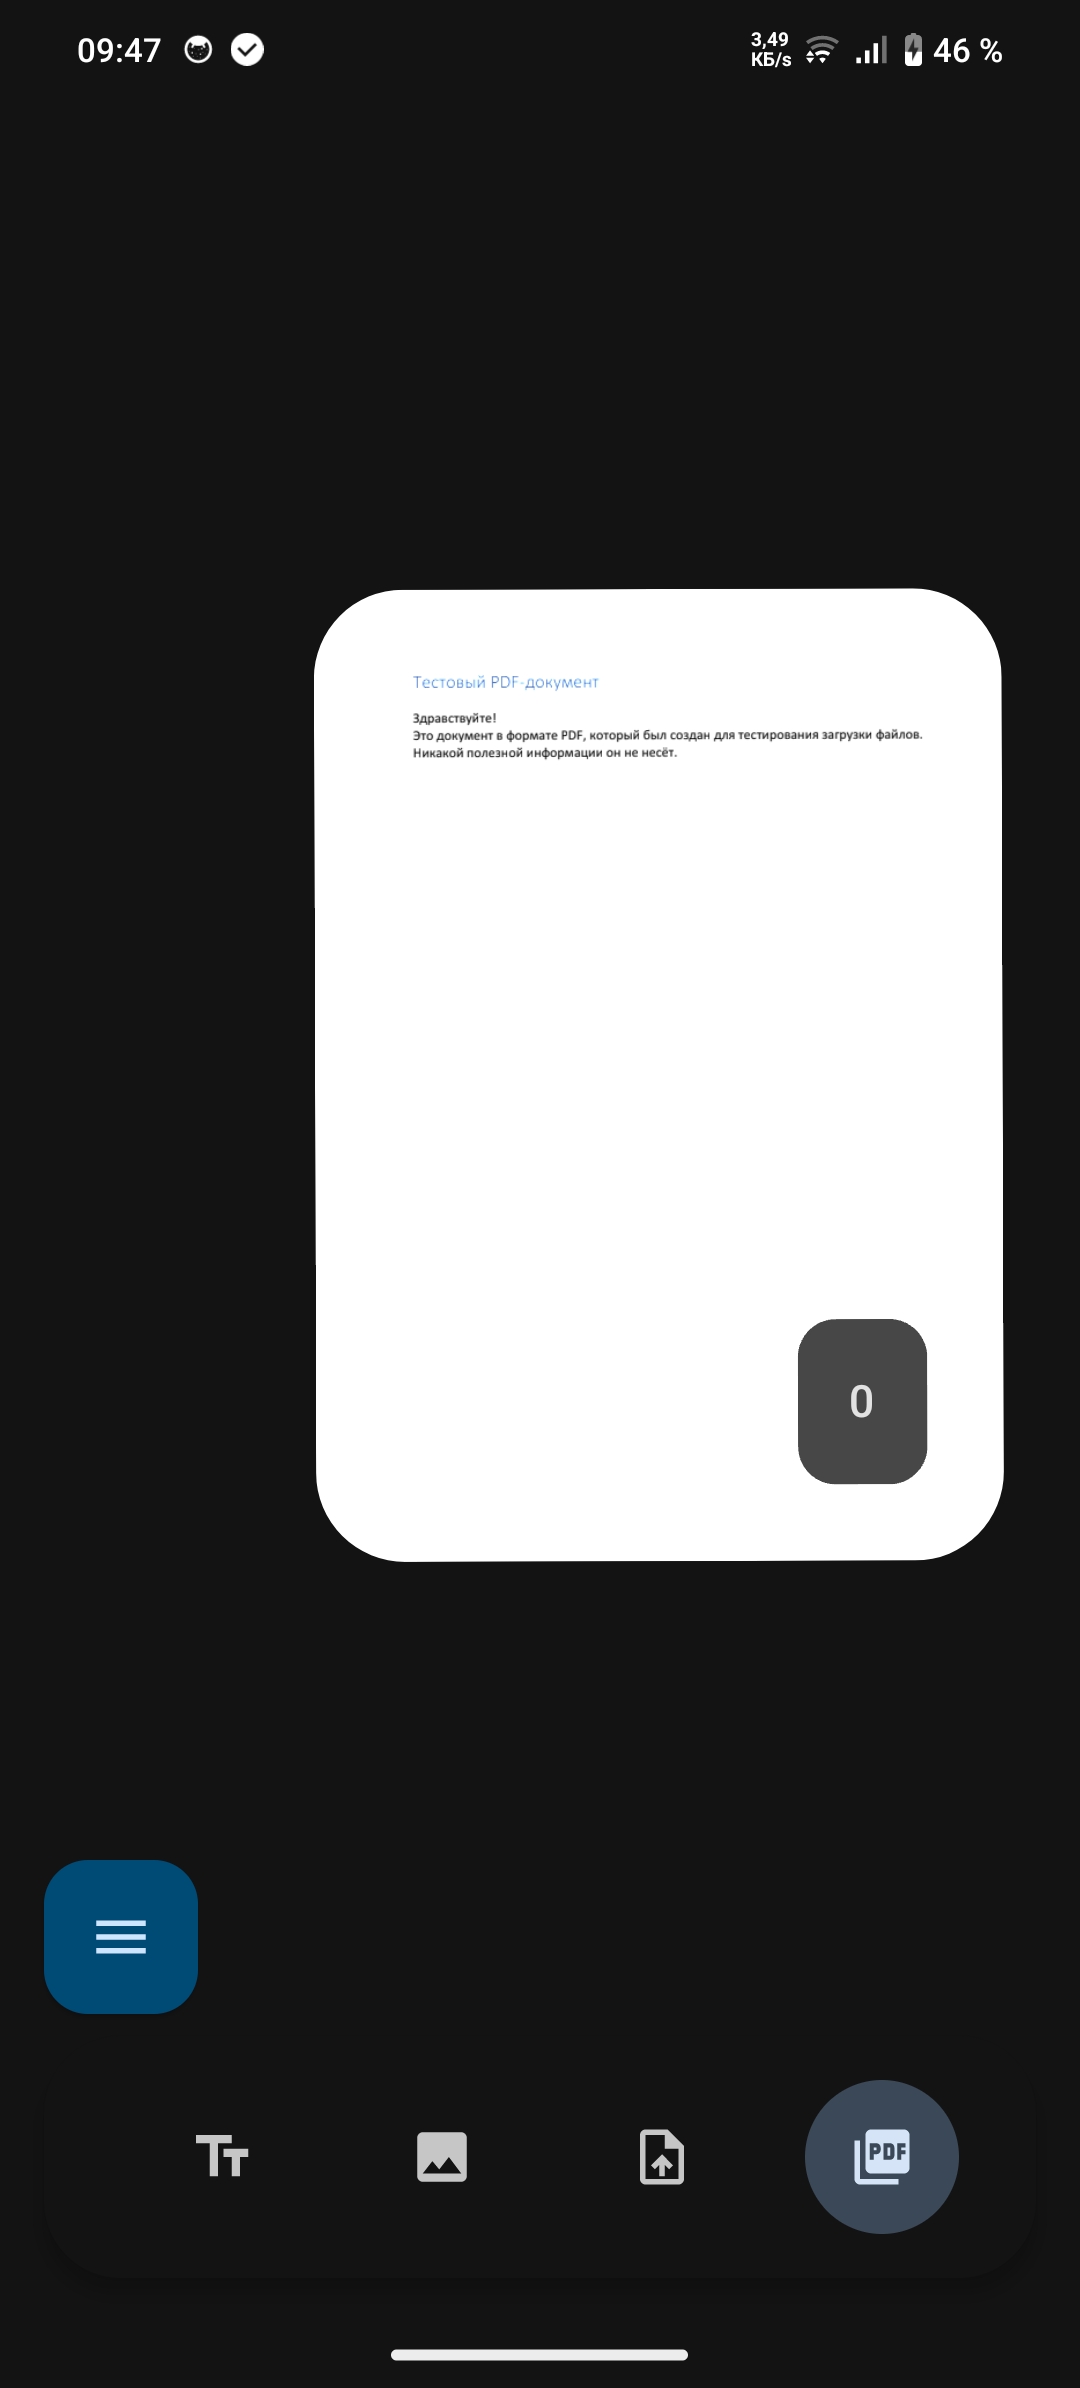 09:47
3,49
КБ/s
46 %
Тестовый PDF-документ
Здравствуйте!
Это документ в формате PDF, который был создан для тестирования загрузки файлов.
Никакой полезной информации он не несёт.
0
Tт
PDF